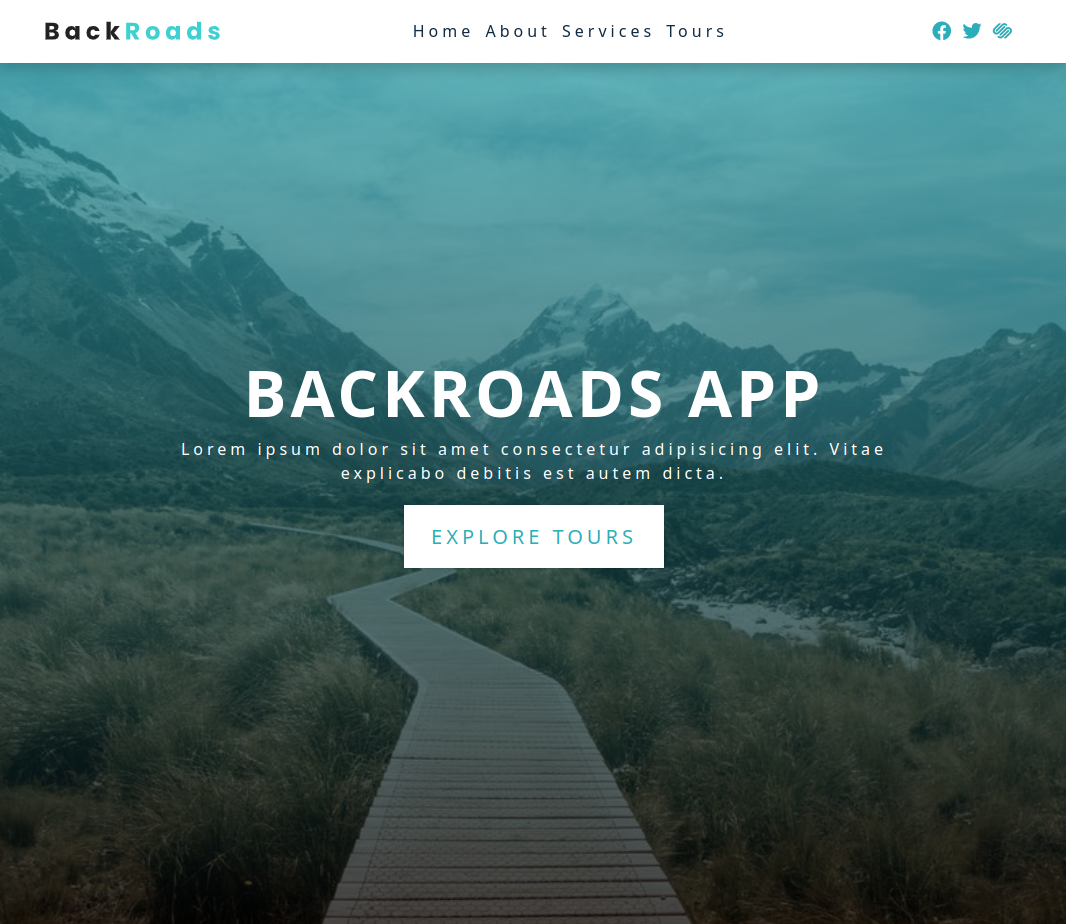 BackRoads
Home About Services Tours
BACKROADS APP
Lorem ipsum dolor sit amet consectetur adipisicing elit. Vitae
explicabo debitis est autem dicta.
EXPLORE TOURS